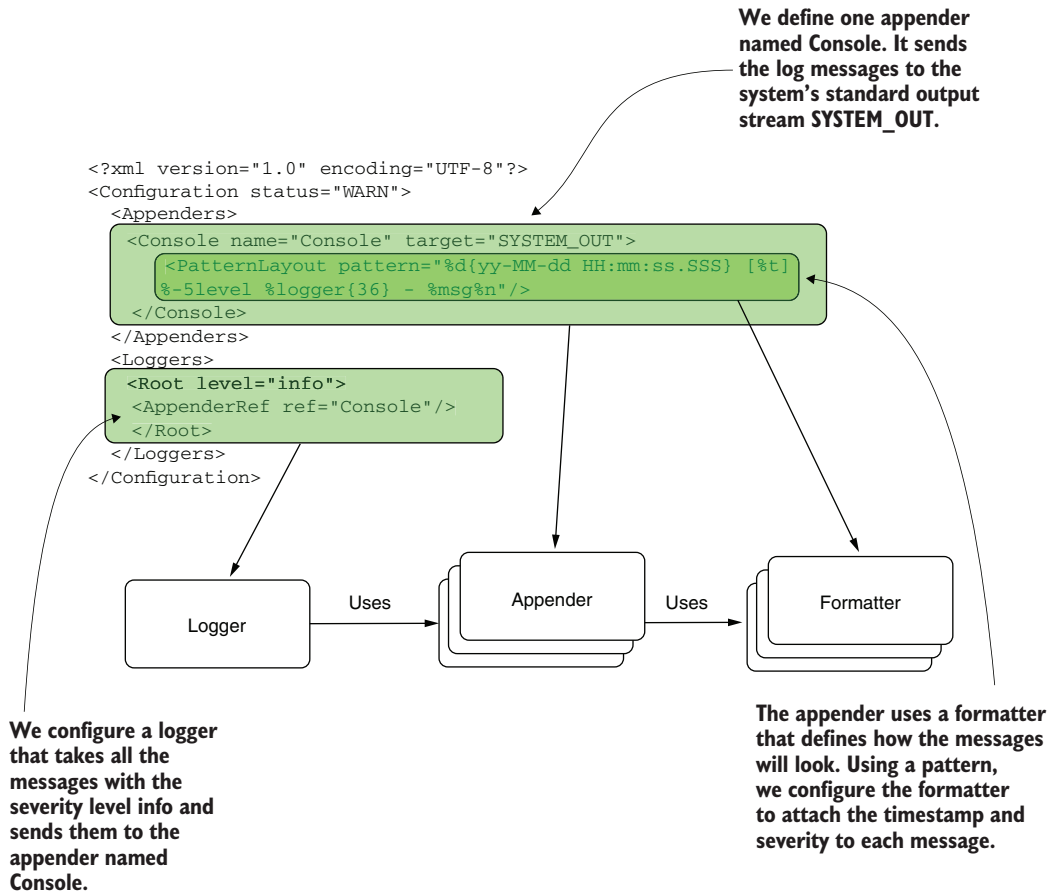 We define one appender
named Console. It sends
the log messages to the
system's standard output
stream SYSTEM_OUT.
<?xml version="1.0" encoding="UTF-8"?>
<Configuration status="WARN">
<Appenders>
<Console name="Console" target="SYSTEM_OUT">
<PatternLayout pattern="%d{yy-MM-dd HH:mm:ss.SSS} [%t]
%-5level %logger{36} - %msg%n"/>
</Console>
</Appenders>
<Loggers>
<Root level="info">
<AppenderRef ref="Console"/>
</Root>
</Loggers>
</Configuration>
Logger
Uses
Appender
Uses
Formatter
We configure a logger
that takes all the
messages with the
severity level info and
sends them to the
appender named
Console.
The appender uses a formatter
that defines how the messages
will look. Using a pattern,
we configure the formatter
to attach the timestamp and
severity to each message.